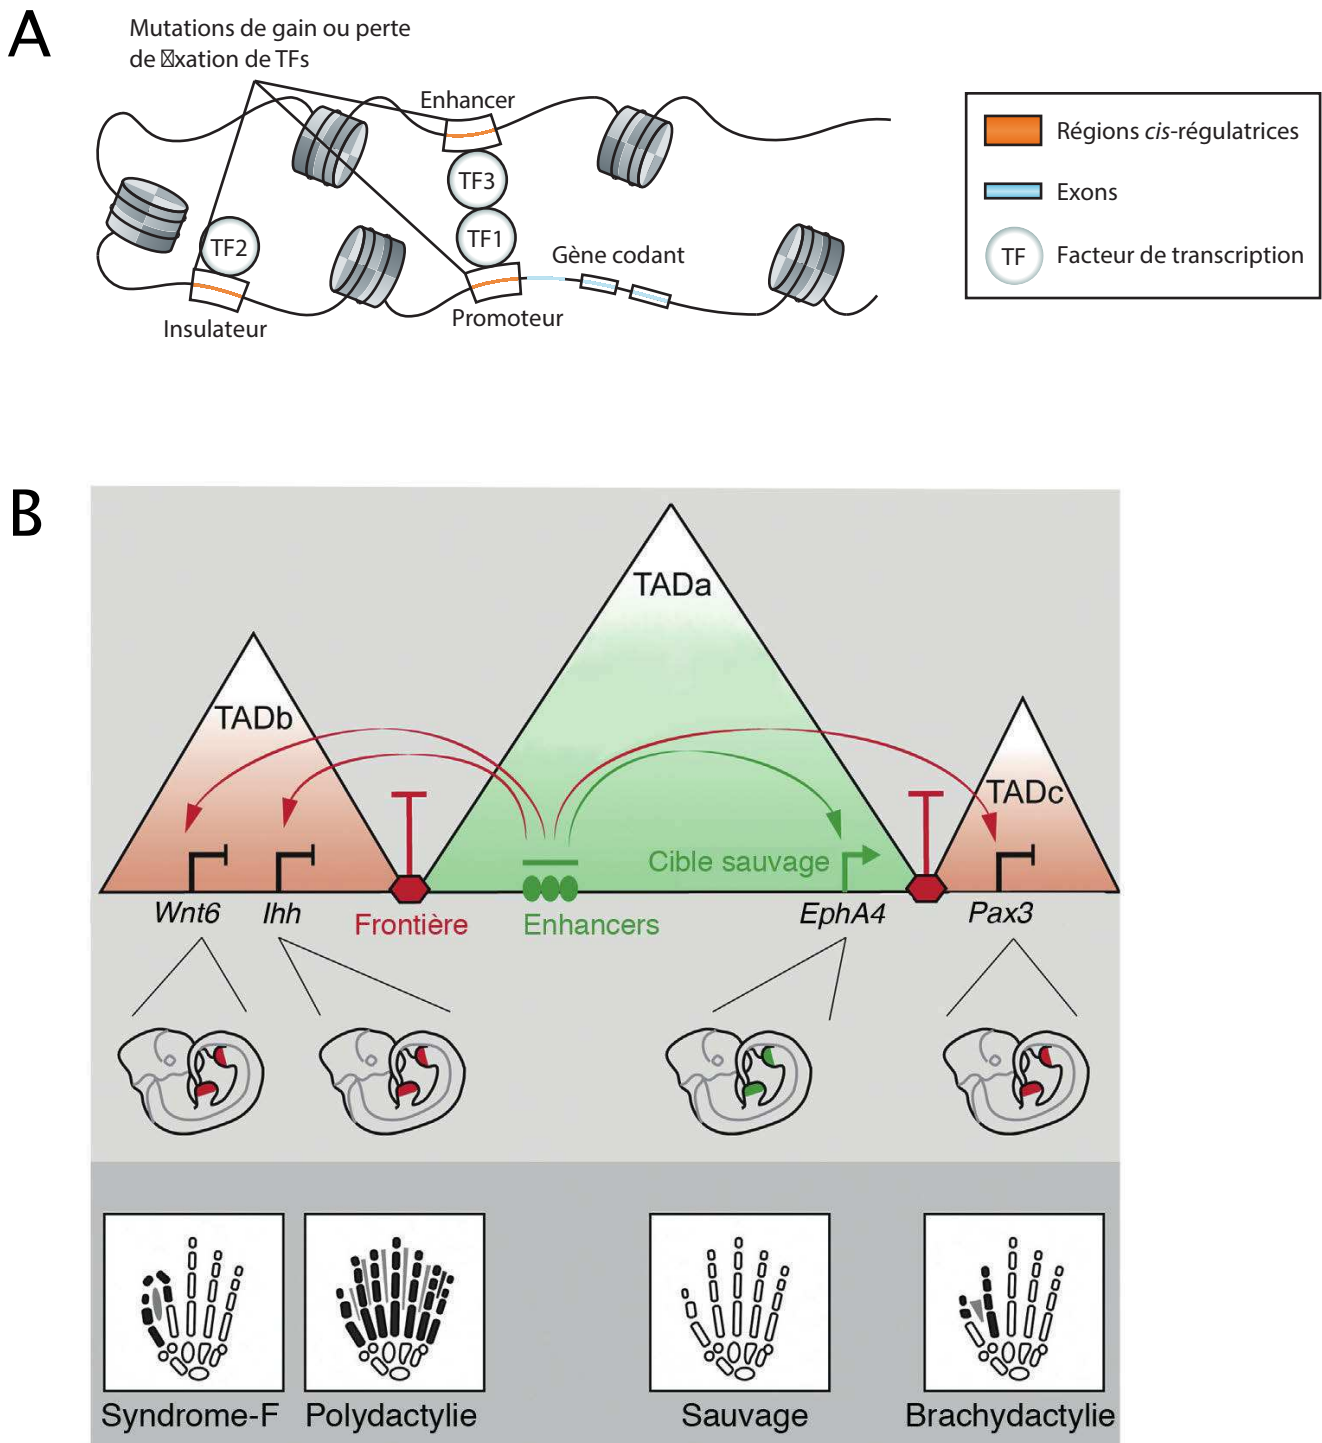 A
Mutations de gain ou perte
de xation de TFs
Enhancer
TF3
TF1
TF2
Gène codant
Insulateur
Promoteur
Régions cis-régulatrices
Exons
TF
Facteur de transcription
B
TADa
TADb
TADc
Cible sauvage
Wnt6
Ihh
Frontière
Enhancers
EphA4
Pax3
Syndrome-F
Polydactylie
Sauvage
Brachydactylie